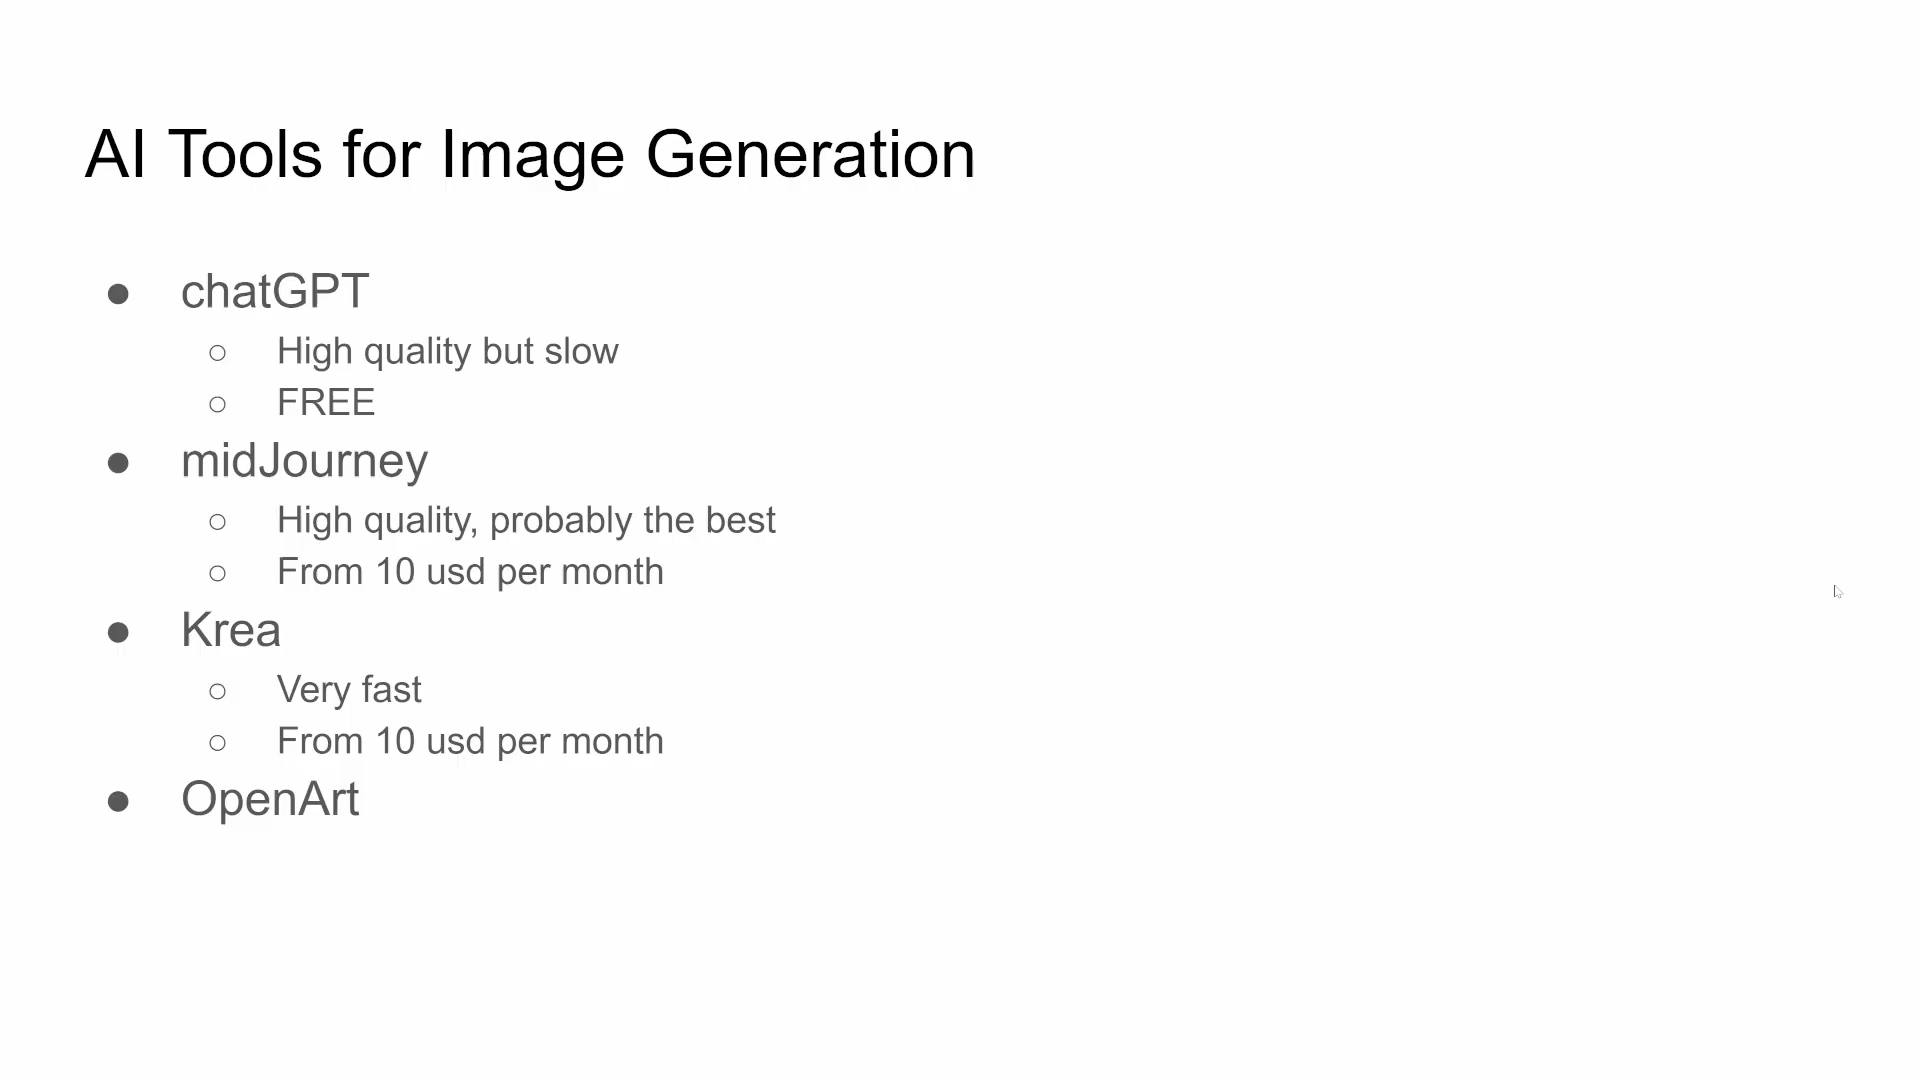 AI Tools for Image Generation
● chatGPT
○ High quality but slow
○ FREE
● midJourney
○ High quality, probably the best
○ From 10 usd per month
● Krea
○ Very fast
○ From 10 usd per month
● OpenArt